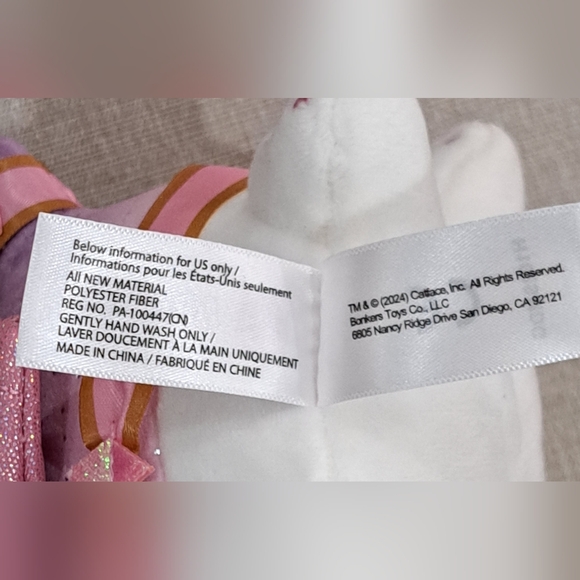 Below information for US only /
Informations pour les États-Unis seulement
All NEW MATERIAL
POLYESTER FIBER
REG NO. PA-100447(CN)
GENTLY HAND WASH ONLY /
LAVER DOUCEMENT À LA MAIN UNIQUEMENT
MADE IN CHINA / FABRIQUÉ EN CHINE
TM & © (2024) Catface, Inc. All Rights Reserved.
Bonkers Toys Co., LLC
6805 Nancy Ridge Drive San Diego, CA 92121